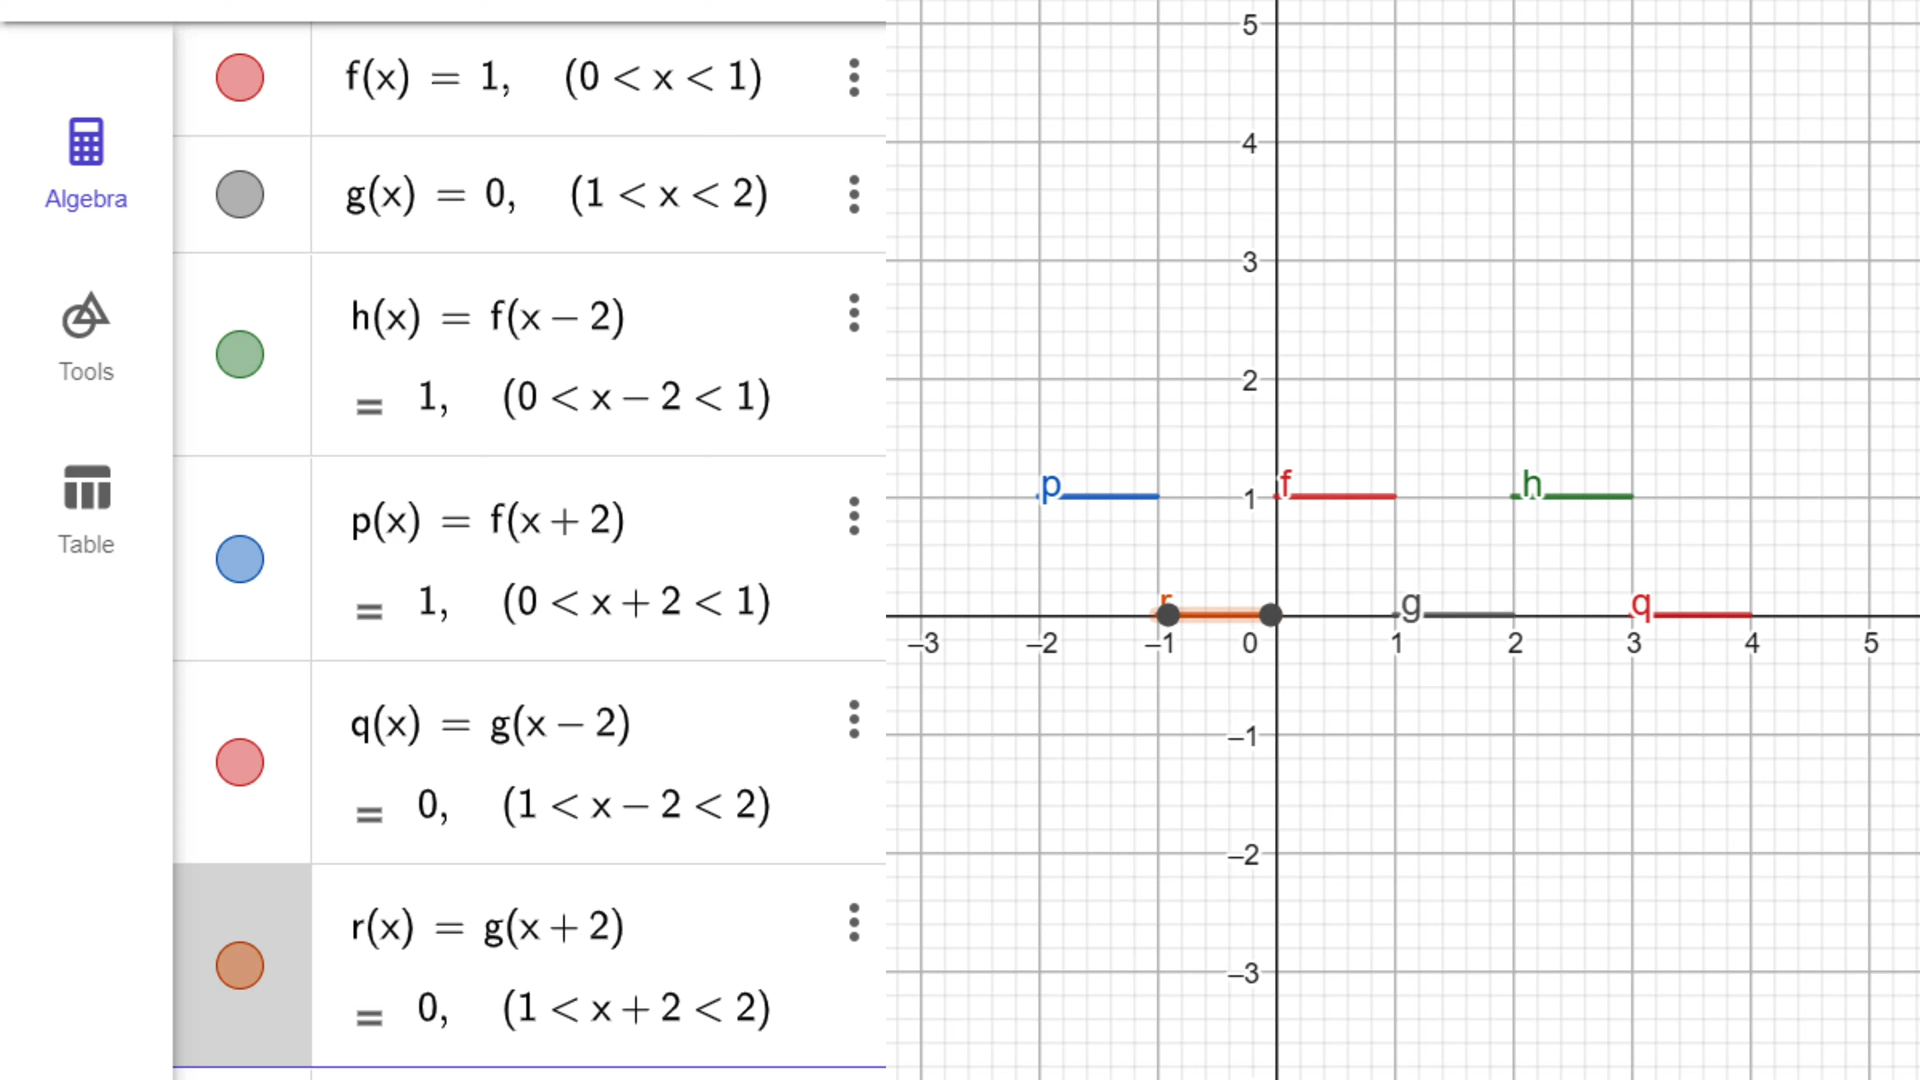 Algebra
Tools
Table
f(x) = 1, (0 < x < 1)
g(x) = 0, (1 < x < 2)
h(x) = f(x − 2)
= 1, (0 < x − 2 < 1)
p(x) = f(x + 2)
= 1, (0 < x + 2 < 1)
q(x) = g(x − 2)
= 0, (1 < x − 2 < 2)
r(x) = g(x + 2)
= 0, (1 < x + 2 < 2)
5
4
3
2
p 1 f h
r g q
−3 −2 −1 0 1 2 3 4 5
−1
−2
−3